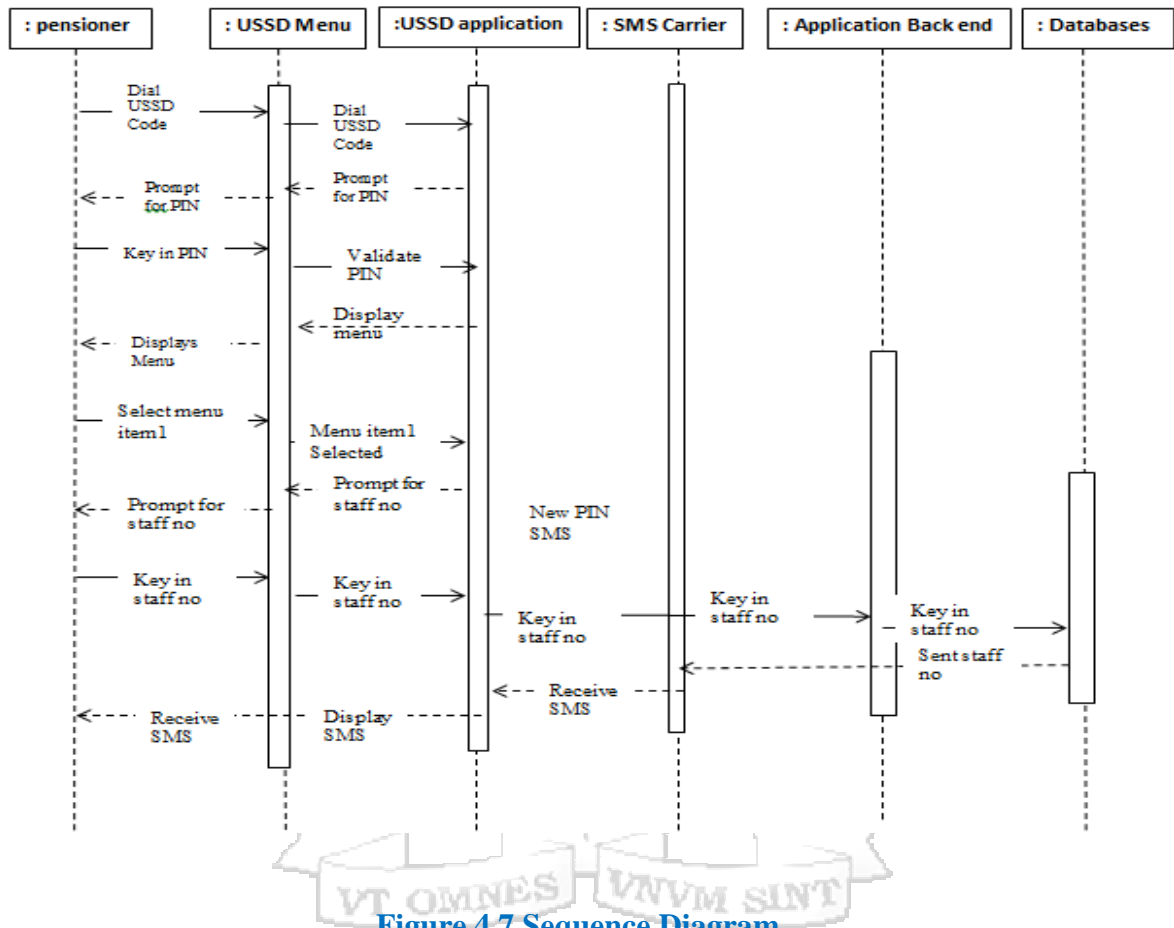 : pensioner
: USSD Menu
:USSD application
: SMS Carrier
: Application Back end
: Databases
Dial
USSD
Code
Dial
USSD
Code
Prompt
for PIN
Prompt
for PIN
Key in PIN
Validate
PIN
Display
menu
Displays
Menu
Select menu
item1
Menu item1
Selected
Prompt for
staff no
Prompt for
staff no
New PIN
SMS
Key in
staff no
Key in
staff no
Key in
staff no
Key in
staff no
Key in
staff no
Sent staff
no
Receive
SMS
Receive
SMS
Display
SMS
VT OMNES VNVM SINT
Figure 4.7 Sequence Diagram